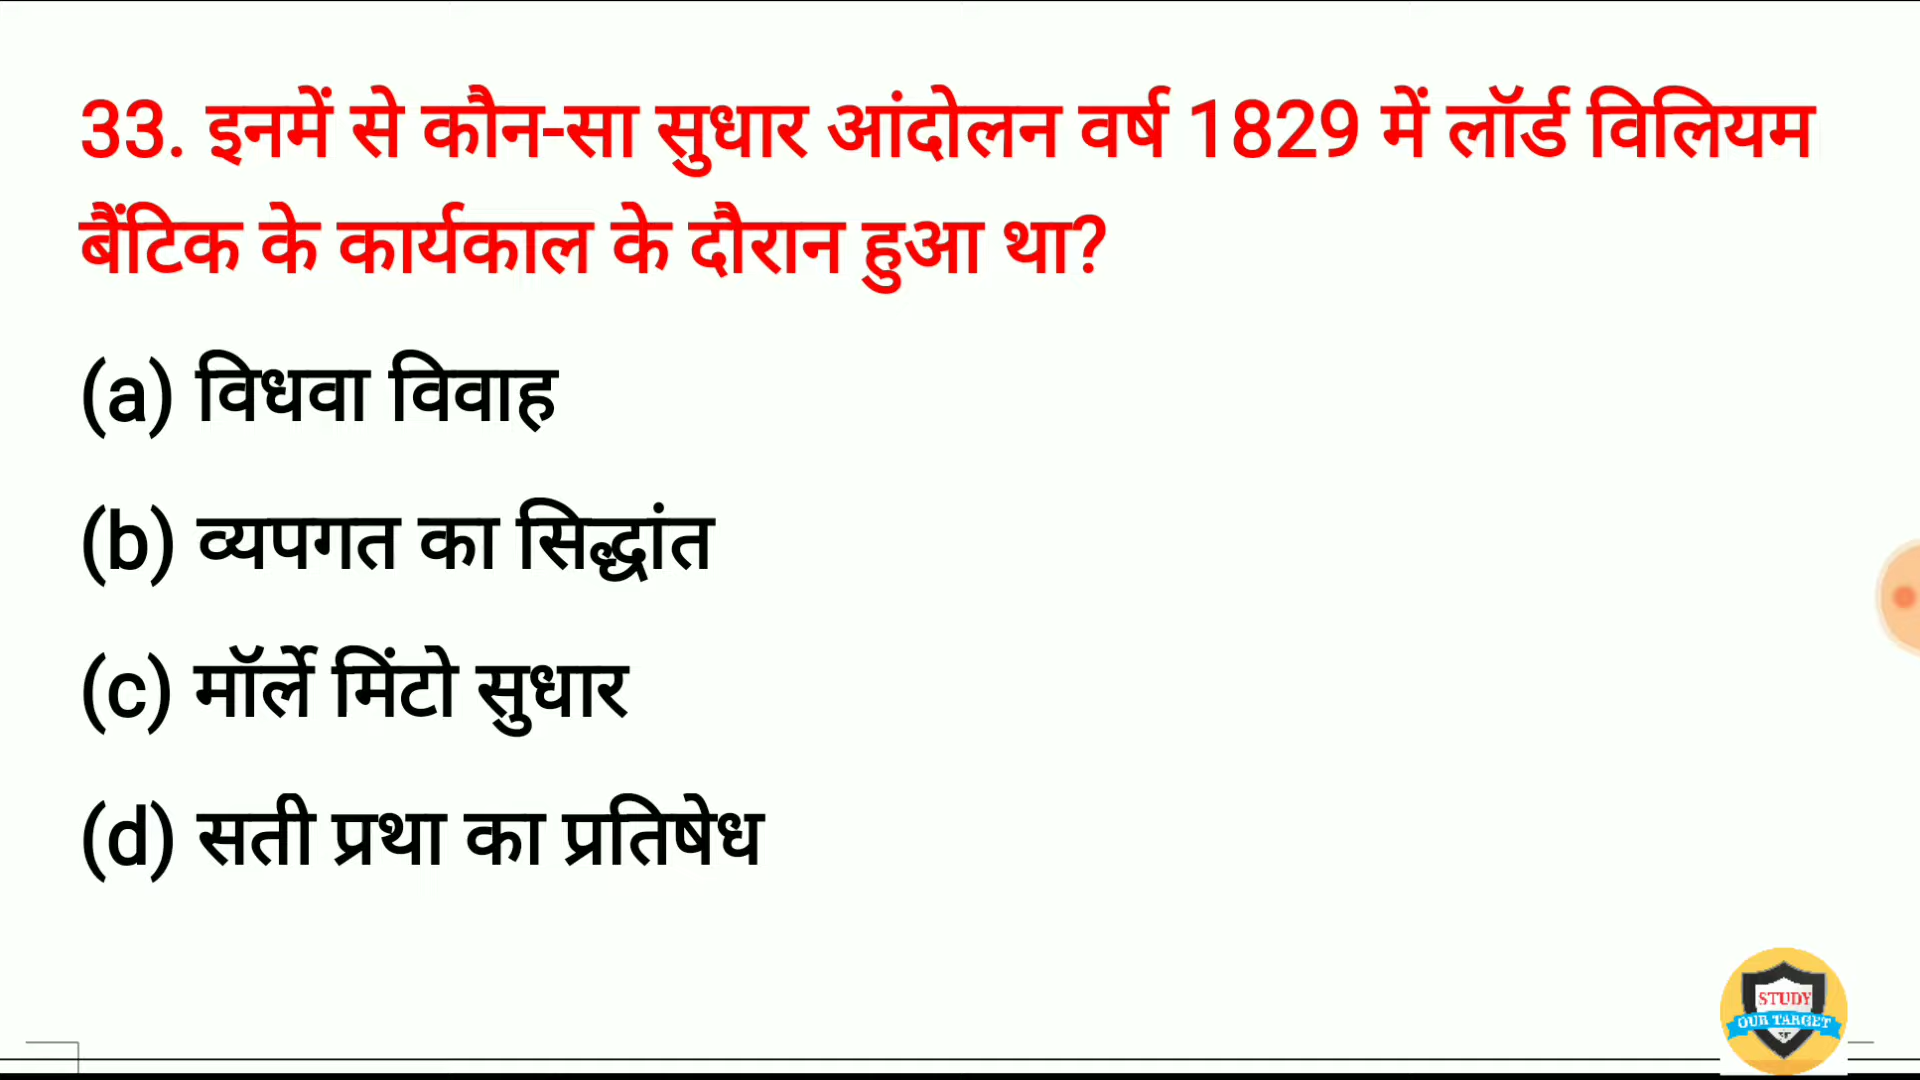 33. इनमें से कौन-सा सुधार आंदोलन वर्ष 1829 में लॉर्ड विलियम
बैंटिक के कार्यकाल के दौरान हुआ था?
(a) विधवा विवाह
(b) व्यपगत का सिद्धांत
(c) मॉर्ले मिंटो सुधार
(d) सती प्रथा का प्रतिषेध
STUDY
OUR TARGET